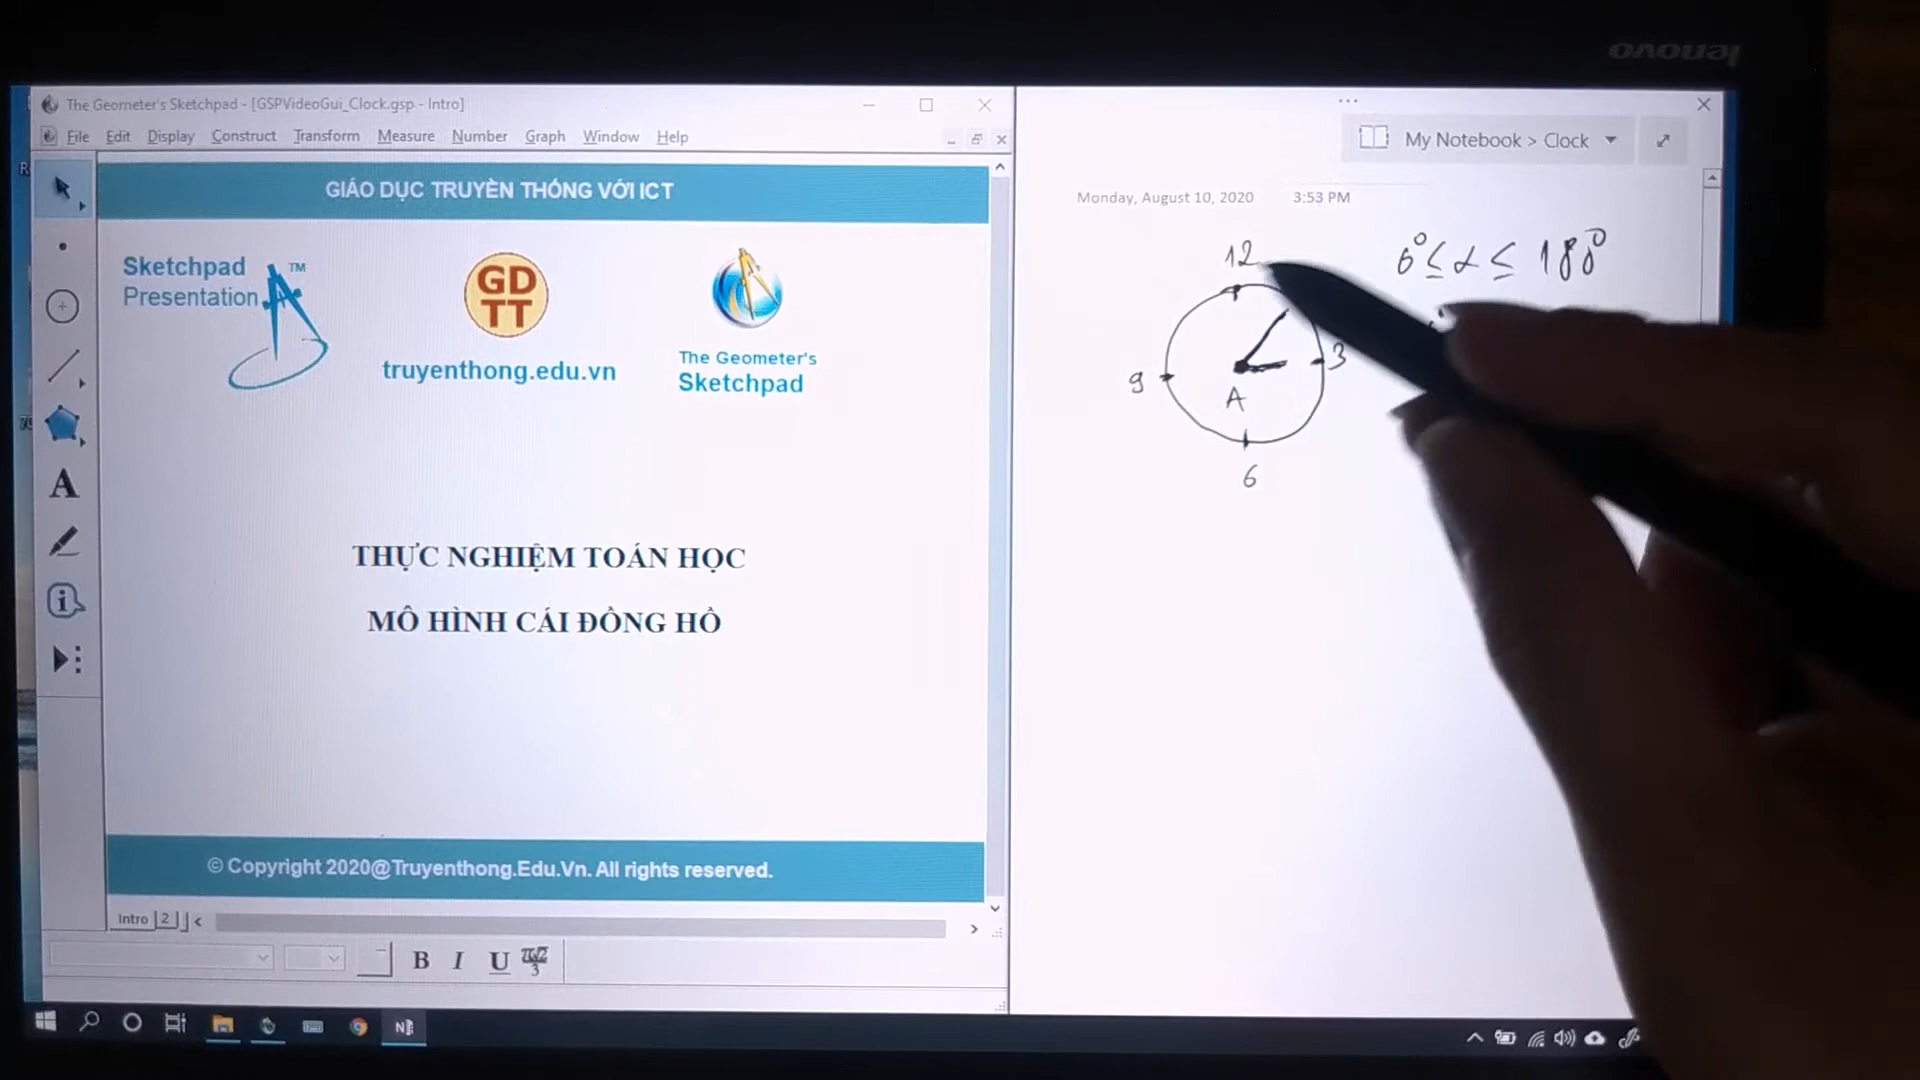 lenovo
The Geometer's Sketchpad - [GSPVideoGui_Clock.gsp - Intro]
File Edit Display Construct Transform Measure Number Graph Window Help
GIÁO DỤC TRUYỀN THÔNG VỚI ICT
Sketchpad TM
Presentation
GD
TT
truyenthong.edu.vn
The Geometer's
Sketchpad
THỰC NGHIỆM TOÁN HỌC
MÔ HÌNH CÁI ĐỒNG HỒ
© Copyright 2020@Truyenthong.Edu.Vn. All rights reserved.
Intro 2
B I U
A
My Notebook > Clock
Monday, August 10, 2020 3:53 PM
12
0° ≤ α ≤ 180°
3
9
A
6